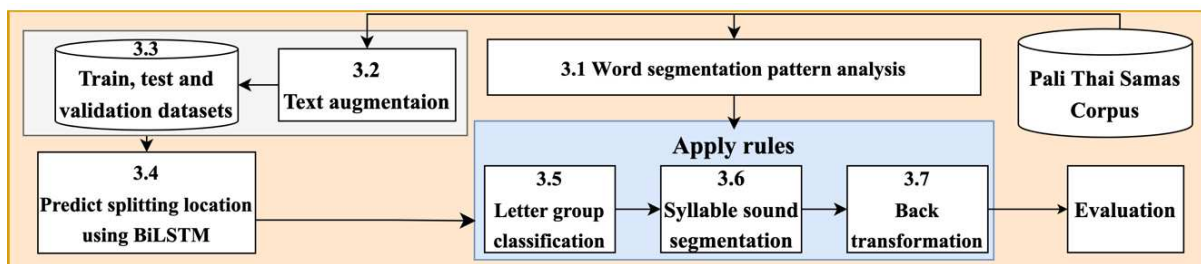 3.3
Train, test and
validation datasets
3.2
Text augmentaion
3.1 Word segmentation pattern analysis
Pali Thai Samas
Corpus
3.4
Predict splitting location
using BiLSTM
Apply rules
3.5
Letter group
classification
3.6
Syllable sound
segmentation
3.7
Back
transformation
Evaluation